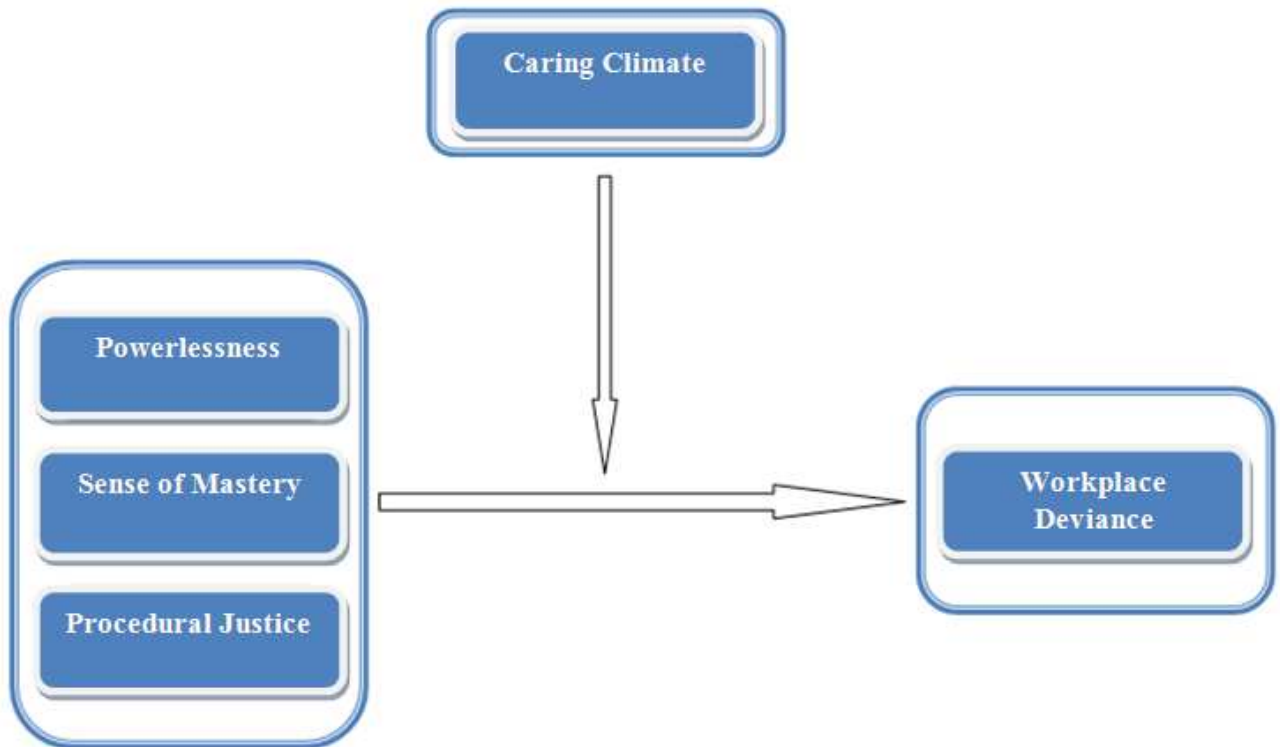 Caring Climate
Powerlessness
Sense of Mastery
Procedural Justice
Workplace
Deviance